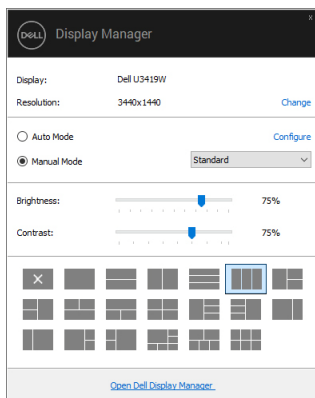 x
DELL Display Manager
Display: Dell U3419W
Resolution: 3440x1440 Change
Auto Mode Configure
Manual Mode Standard
Brightness: 75%
Contrast: 75%
Open Dell Display Manager